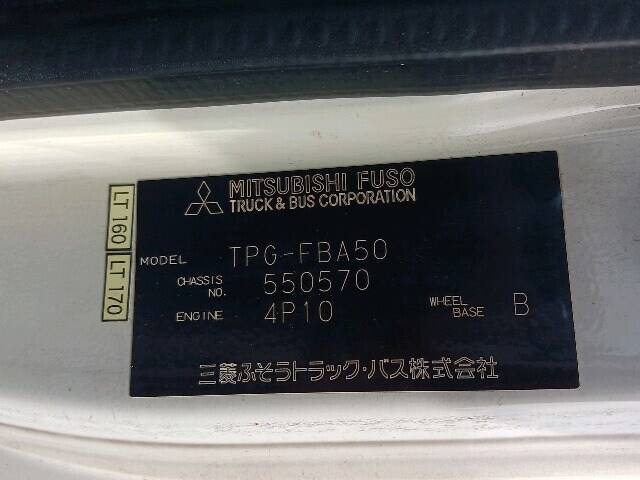 MITSUBISHI FUSO
TRUCK & BUS CORPORATION
LT 160
LT 170
MODEL TPG-FBA50
CHASSIS NO. 550570
ENGINE 4P10 WHEEL BASE B
三菱ふそうトラック・バス株式会社